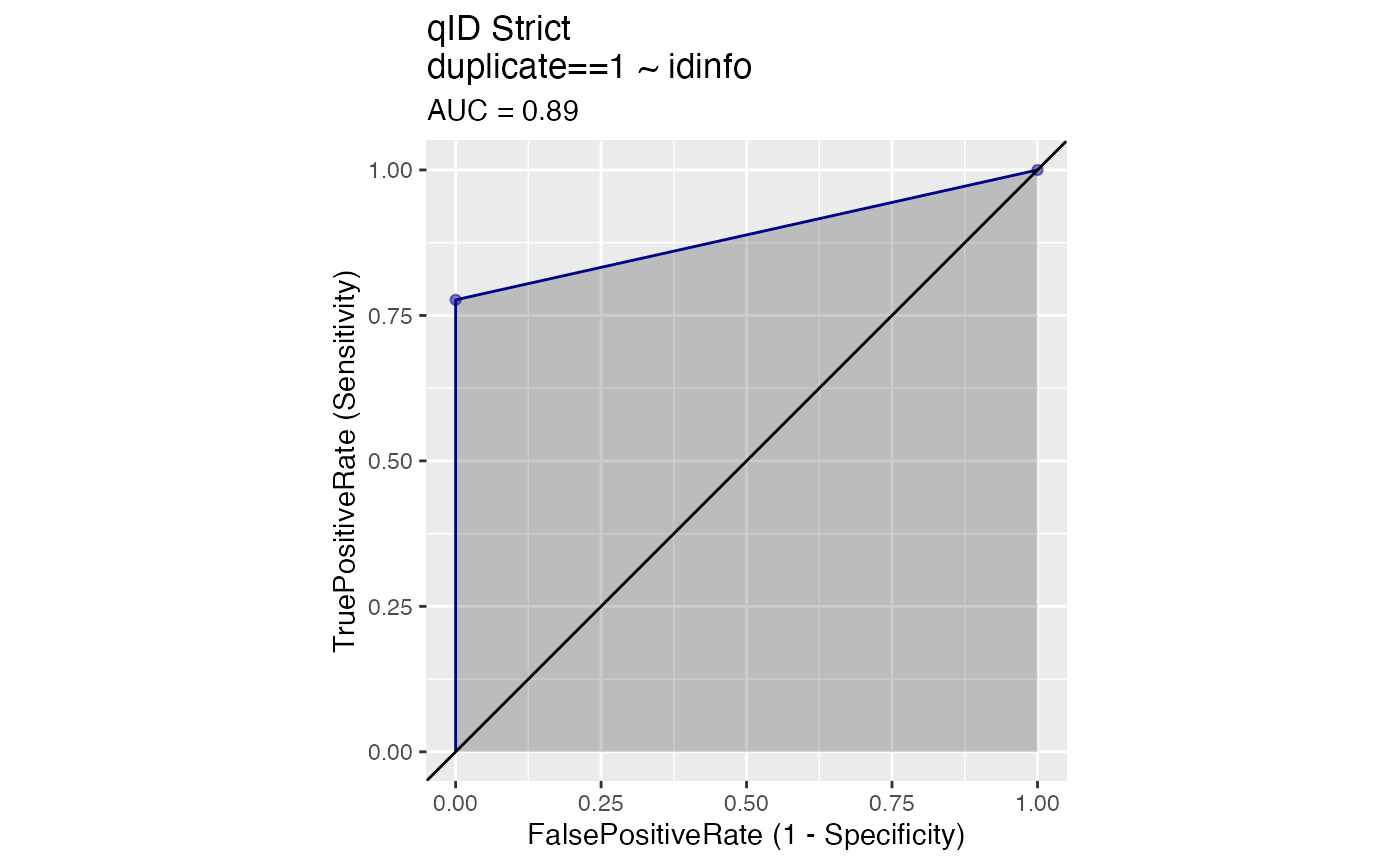 qID Strict
duplicate==1 ~ idinfo
AUC = 0.89
TruePositiveRate (Sensitivity)
1.00
0.75
0.50
0.25
0.00
0.00 0.25 0.50 0.75 1.00
FalsePositiveRate (1 - Specificity)